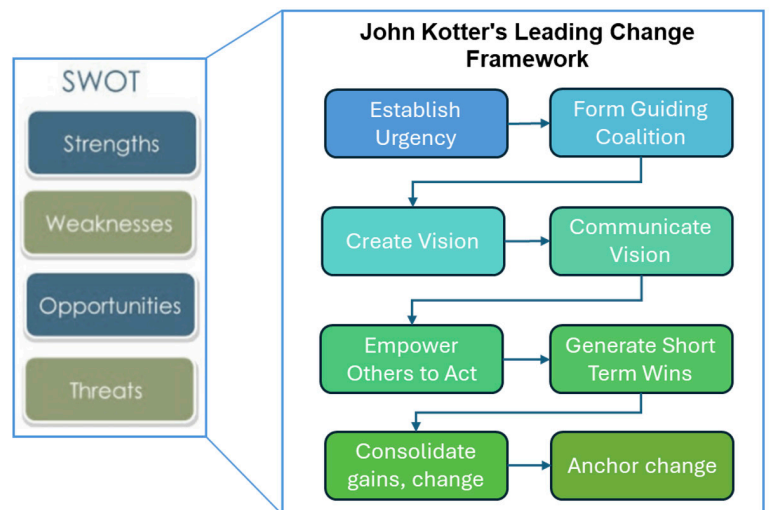 SWOT
Strengths
Weaknesses
Opportunities
Threats
John Kotter's Leading Change
Framework
Establish
Urgency
Form Guiding
Coalition
Create Vision
Communicate
Vision
Empower
Others to Act
Generate Short
Term Wins
Consolidate
gains, change
Anchor change